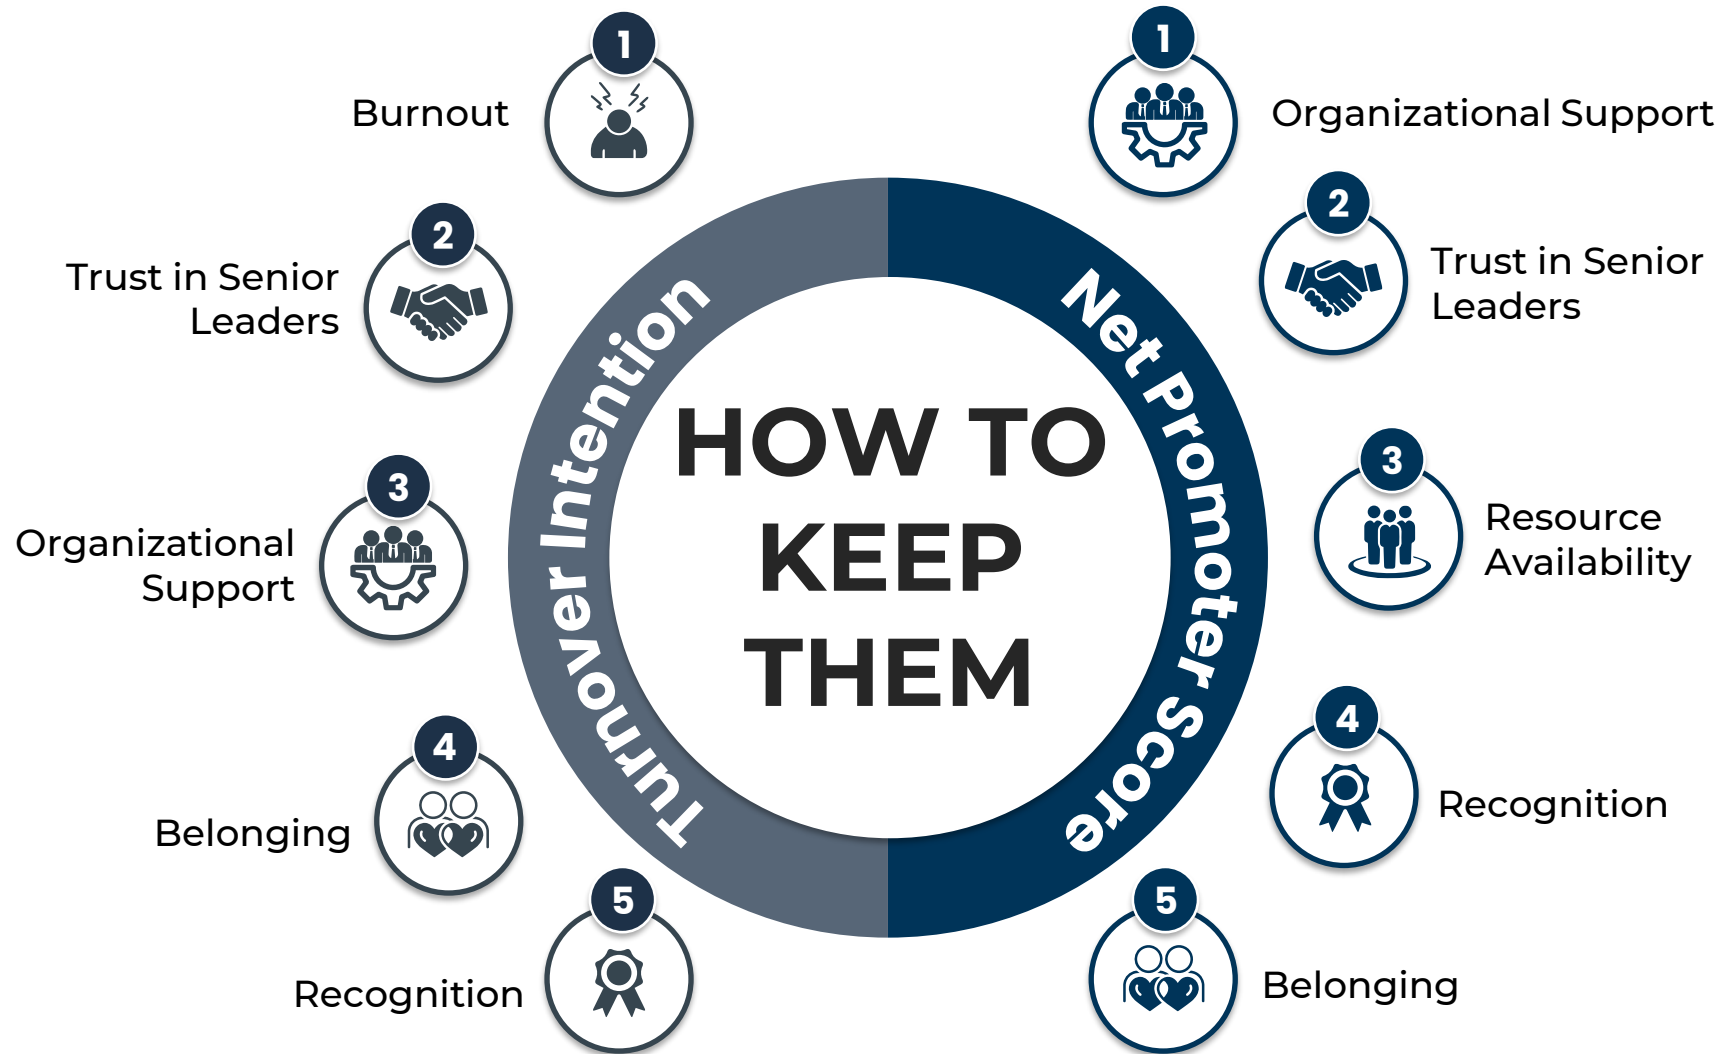 HOW TO
KEEP
THEM
Turnover Intention
1
Burnout
2
Trust in Senior
Leaders
3
Organizational
Support
4
Belonging
5
Recognition
Net Promoter Score
1
Organizational Support
2
Trust in Senior
Leaders
3
Resource
Availability
4
Recognition
5
Belonging